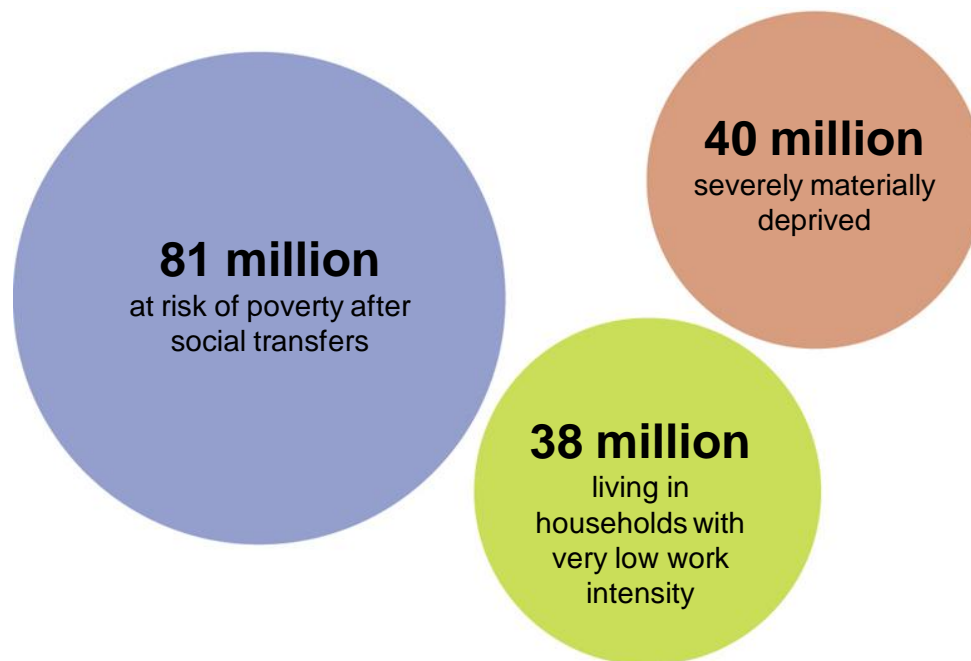 81 million
at risk of poverty after
social transfers
40 million
severely materially
deprived
38 million
living in
households with
very low work
intensity